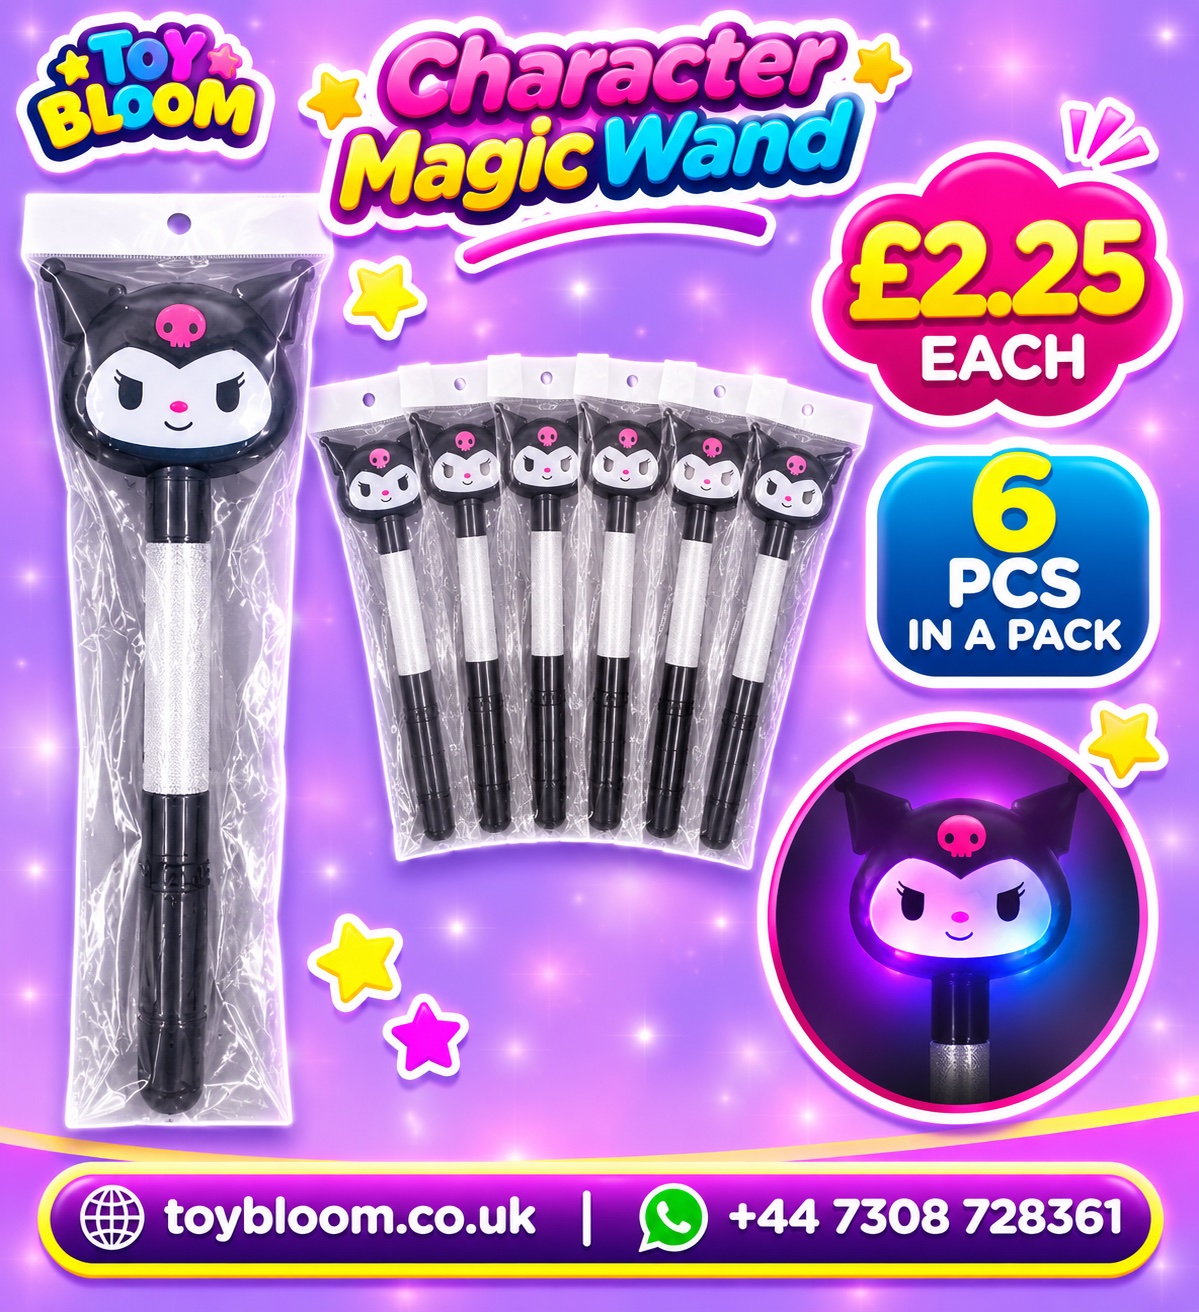 TOY
BLOOM
Character
Magic Wand
£2.25
EACH
6
PCS
IN A PACK
toybloom.co.uk | +44 7308 728361